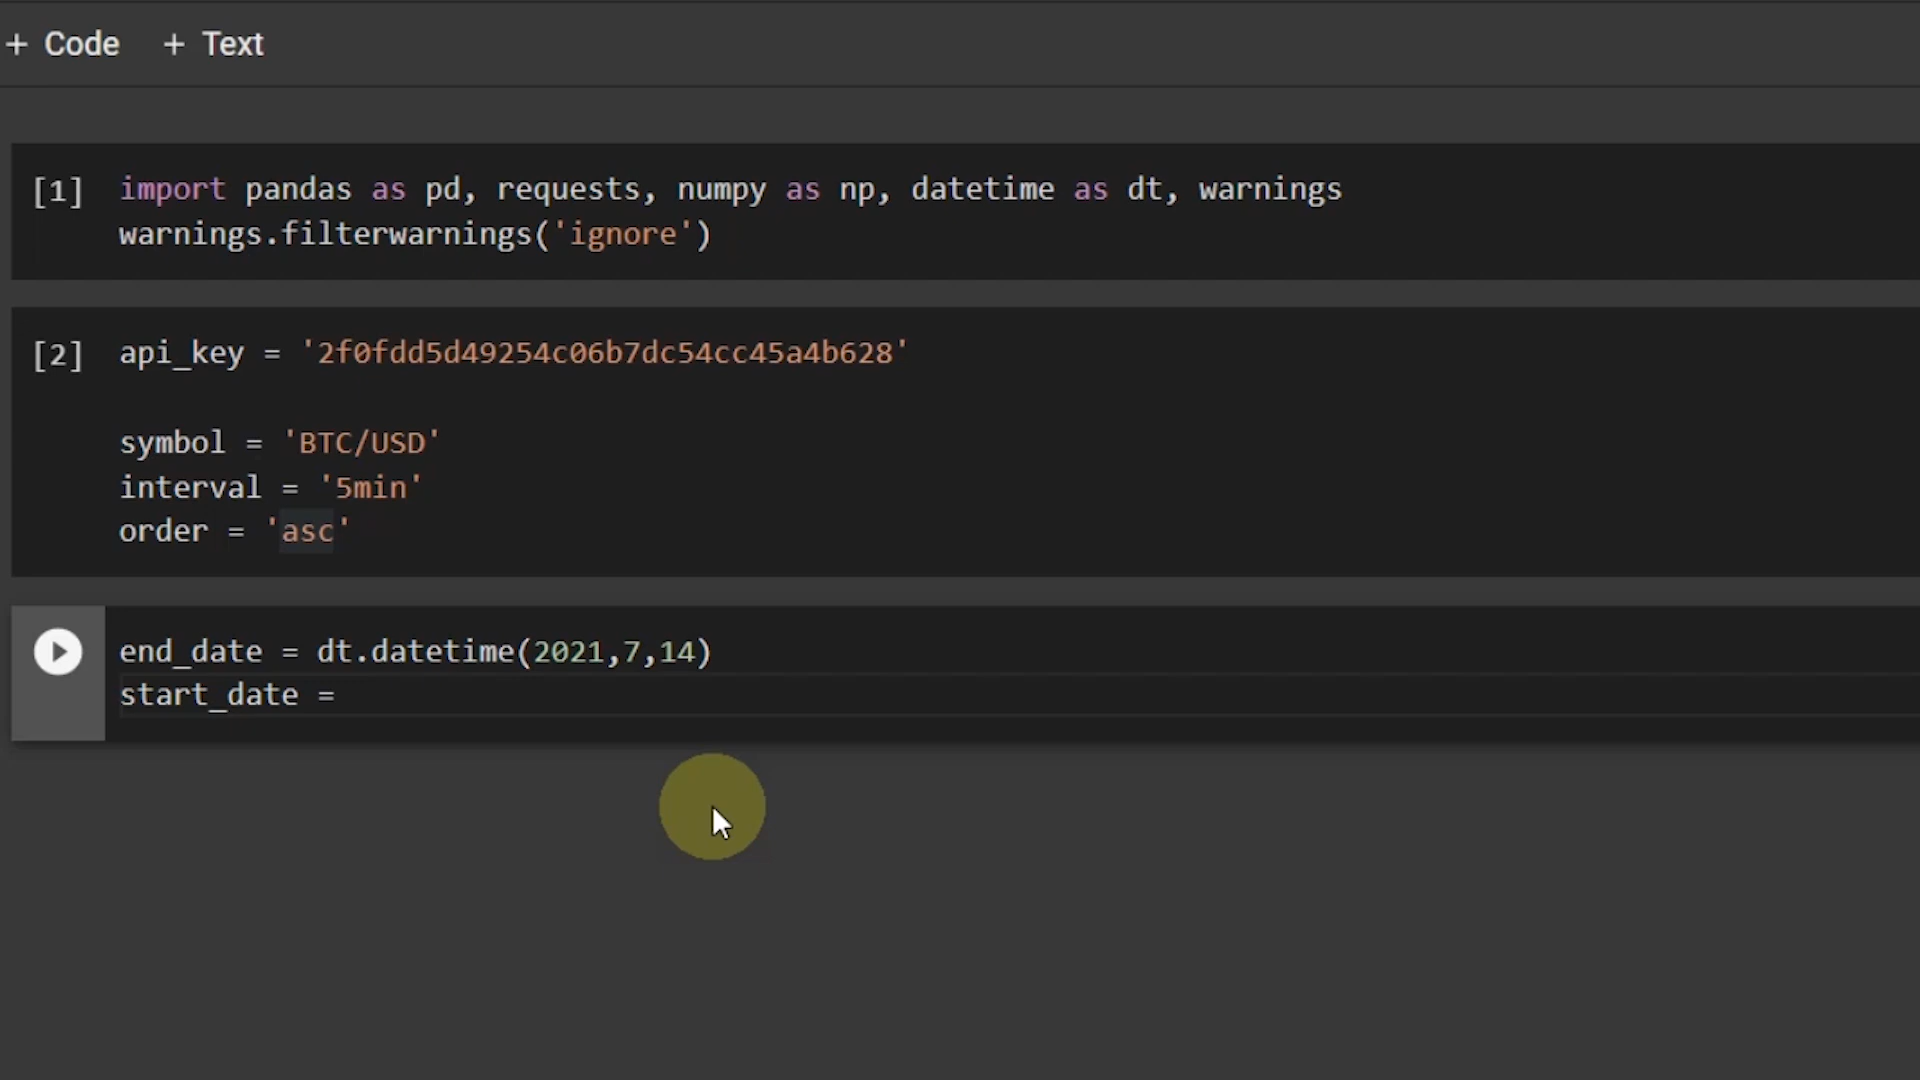 + Code + Text
[1] import pandas as pd, requests, numpy as np, datetime as dt, warnings
warnings.filterwarnings('ignore')
[2] api_key = '2f0fdd5d49254c06b7dc54cc45a4b628'
symbol = 'BTC/USD'
interval = '5min'
order = 'asc'
end_date = dt.datetime(2021,7,14)
start_date =